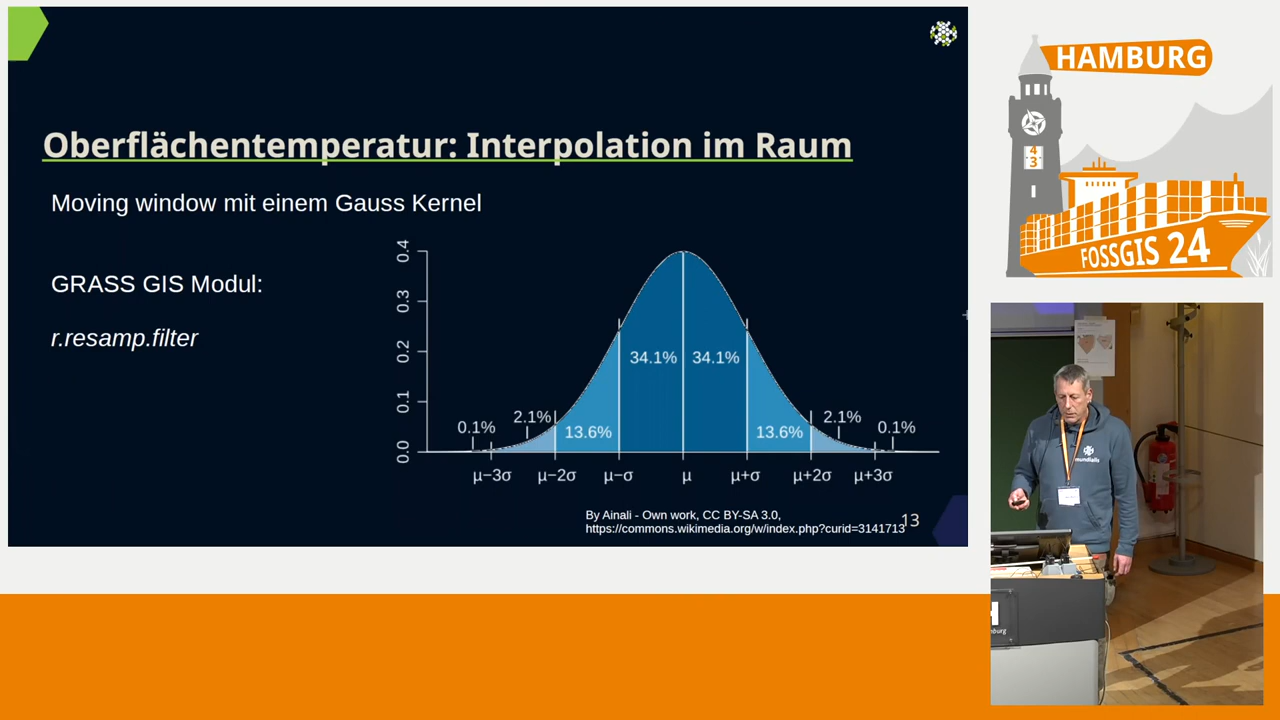 Oberflächentemperatur: Interpolation im Raum
Moving window mit einem Gauss Kernel
GRASS GIS Modul:
r.resamp.filter
0.4
0.3
0.2
0.1
0.0
34.1%
34.1%
13.6%
13.6%
2.1%
2.1%
0.1%
0.1%
μ−3σ
μ−2σ
μ−σ
μ
μ+σ
μ+2σ
μ+3σ
By Ainali - Own work, CC BY-SA 3.0,
https://commons.wikimedia.org/w/index.php?curid=3141713
13
HAMBURG
4
3
FOSSGIS 24
mundialis